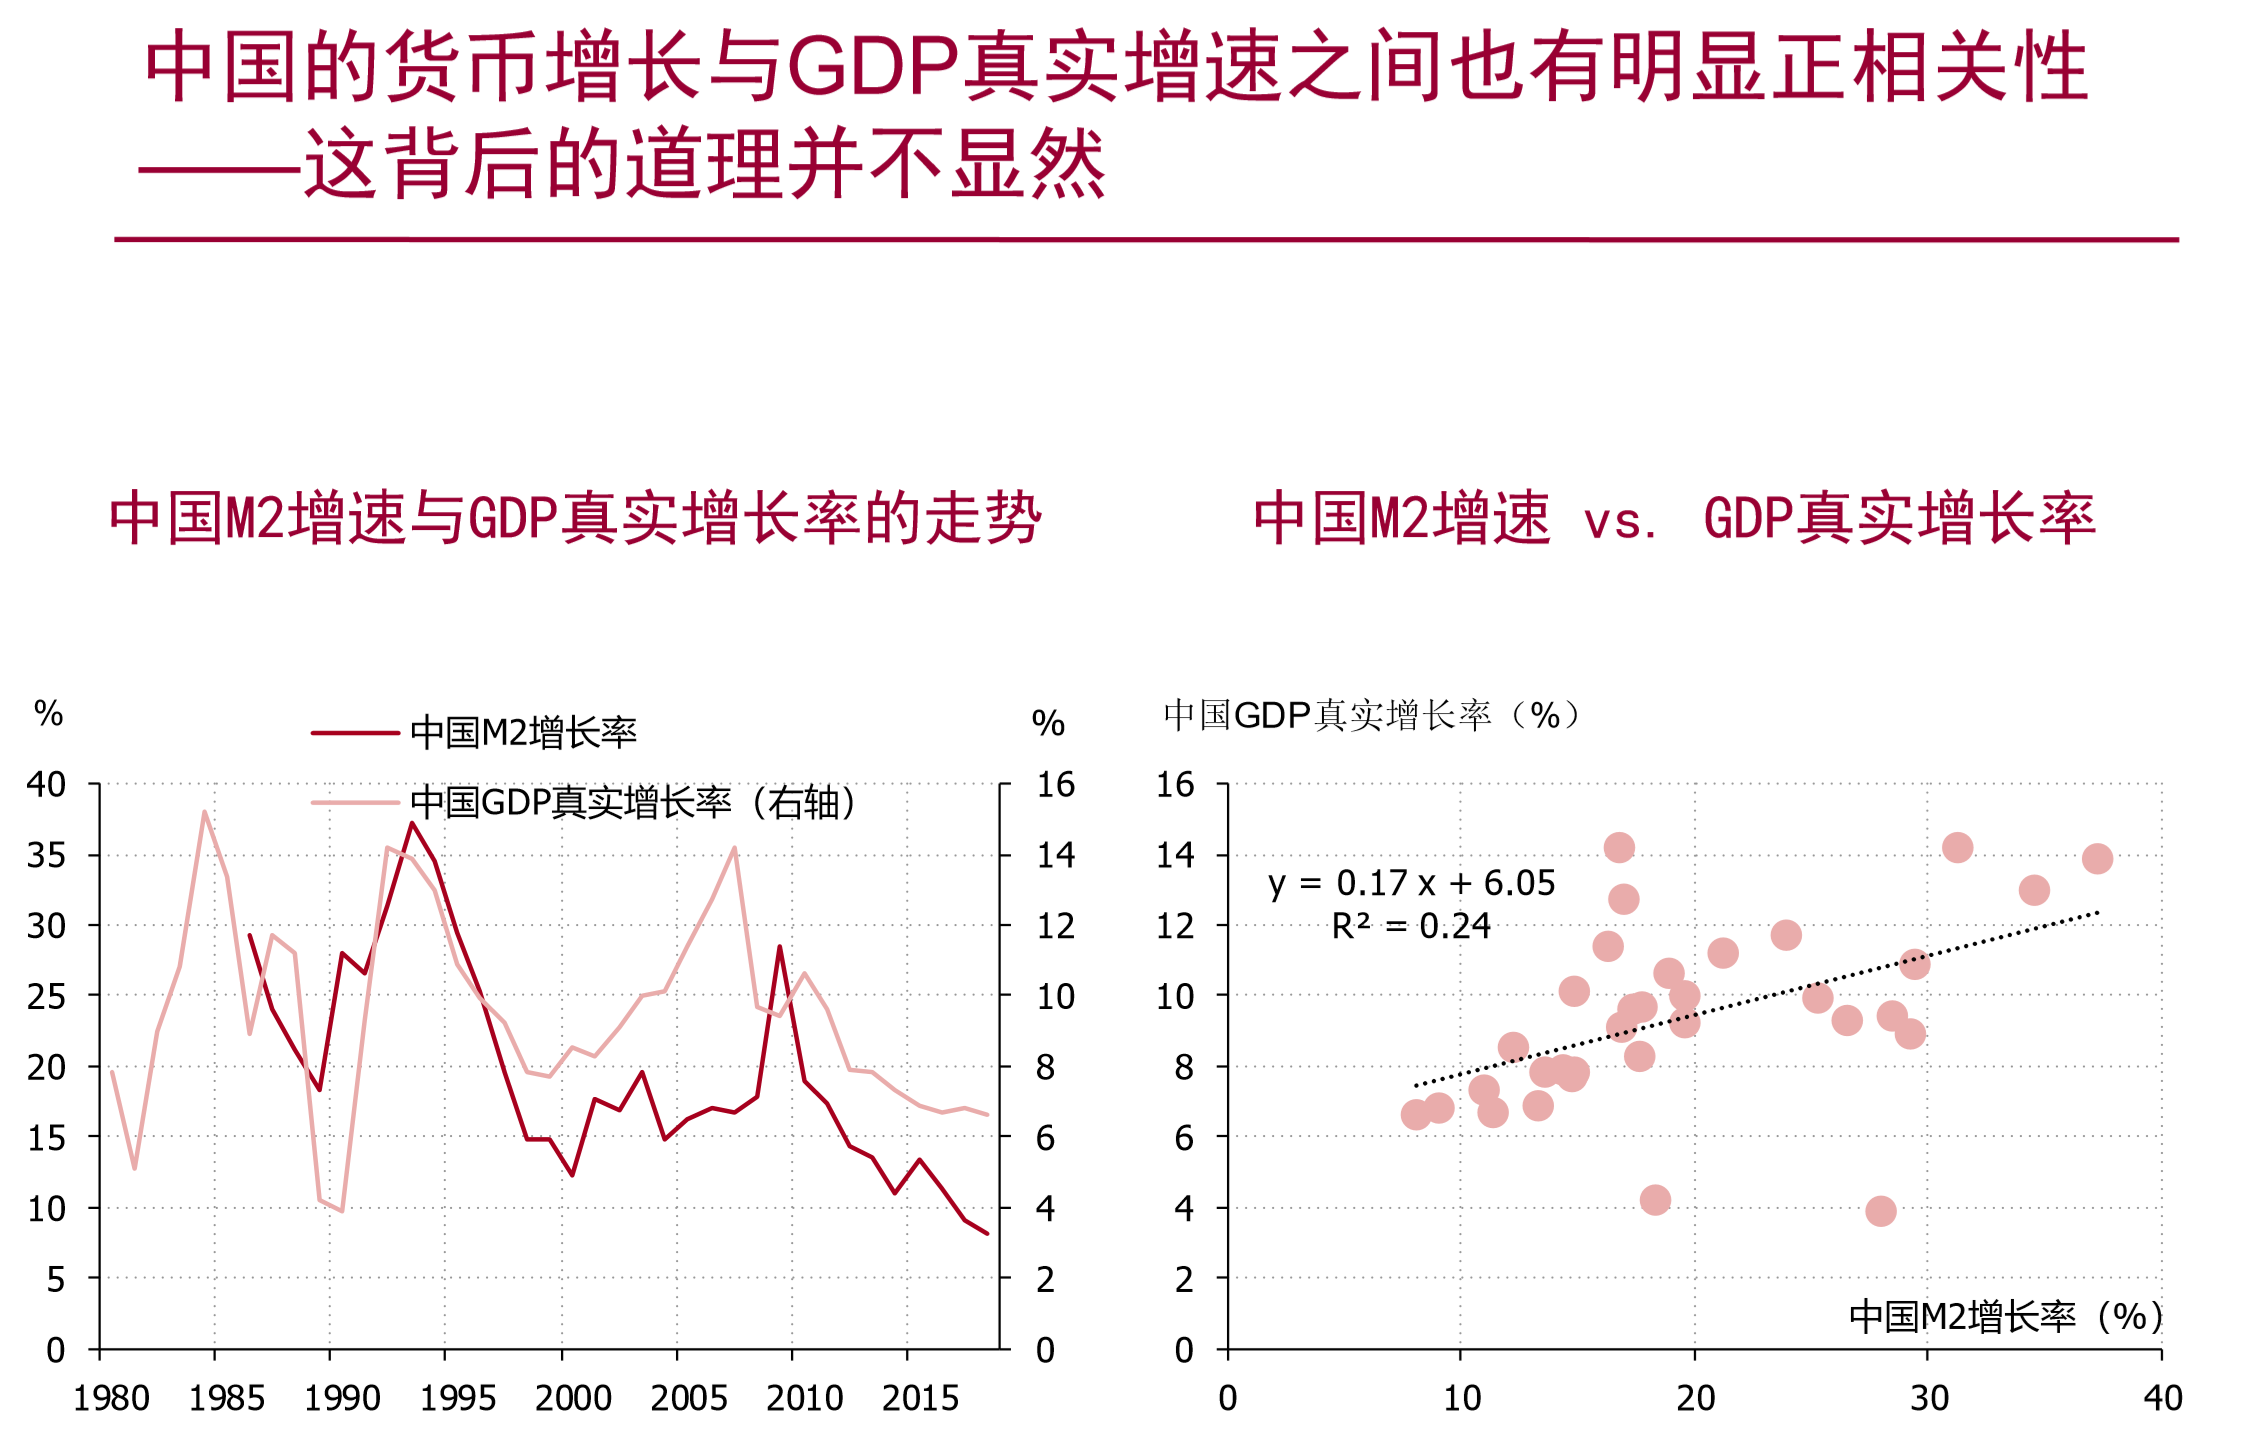 中国的货币增长与GDP真实增速之间也有明显正相关性
——这背后的道理并不显然
中国M2增速与GDP真实增长率的走势
%
中国M2增长率
中国GDP真实增长率（右轴）
%
40
35
30
25
20
15
10
5
0
16
14
12
10
8
6
4
2
0
1980 1985 1990 1995 2000 2005 2010 2015
中国M2增速 vs. GDP真实增长率
中国GDP真实增长率（%）
16
14
12
10
8
6
4
2
0
y = 0.17 x + 6.05
R² = 0.24
中国M2增长率（%）
0 10 20 30 40